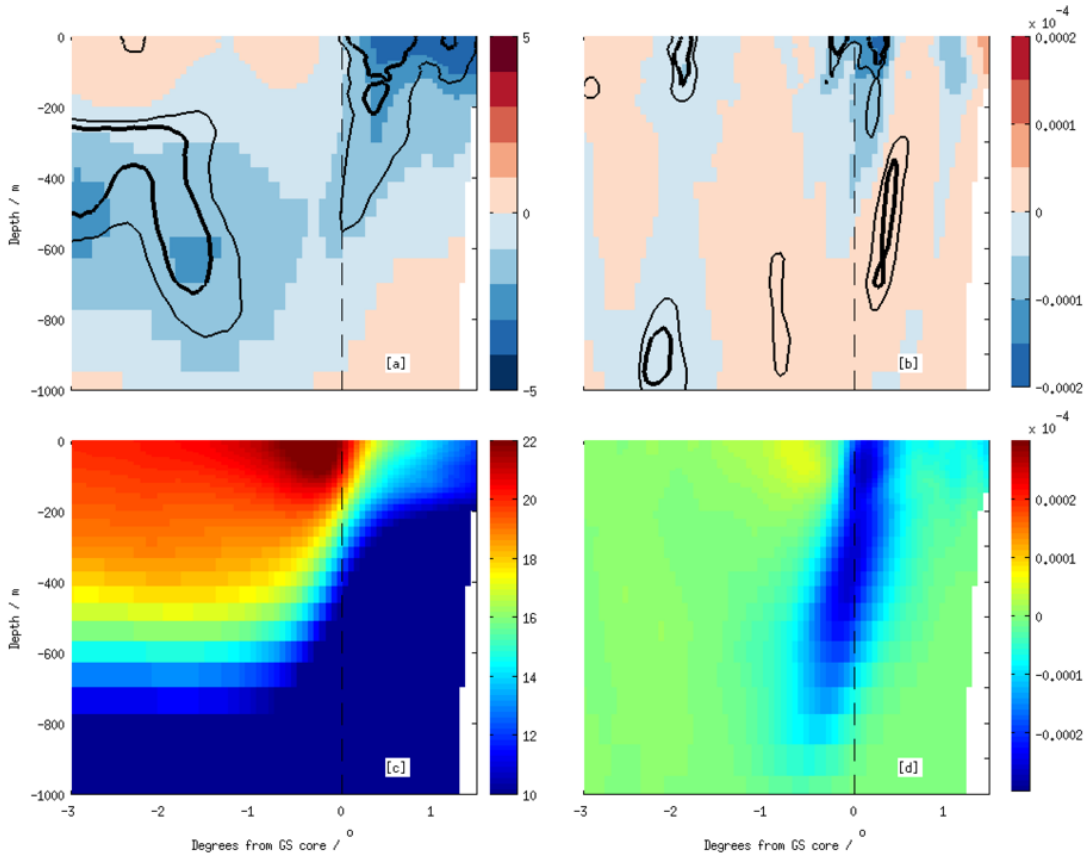 x 10⁻⁴
0
-200
-400
-600
-800
-1000
Depth / m
[a]
5
0
-5
[b]
0.0002
0.0001
0
-0.0001
-0.0002
x 10⁻⁴
0
-200
-400
-600
-800
-1000
Depth / m
[c]
22
20
18
16
14
12
10
[d]
0.0002
0.0001
0
-0.0001
-0.0002
-3 -2 -1 0 1
Degrees from GS core / °
-3 -2 -1 0 1
Degrees from GS core / °